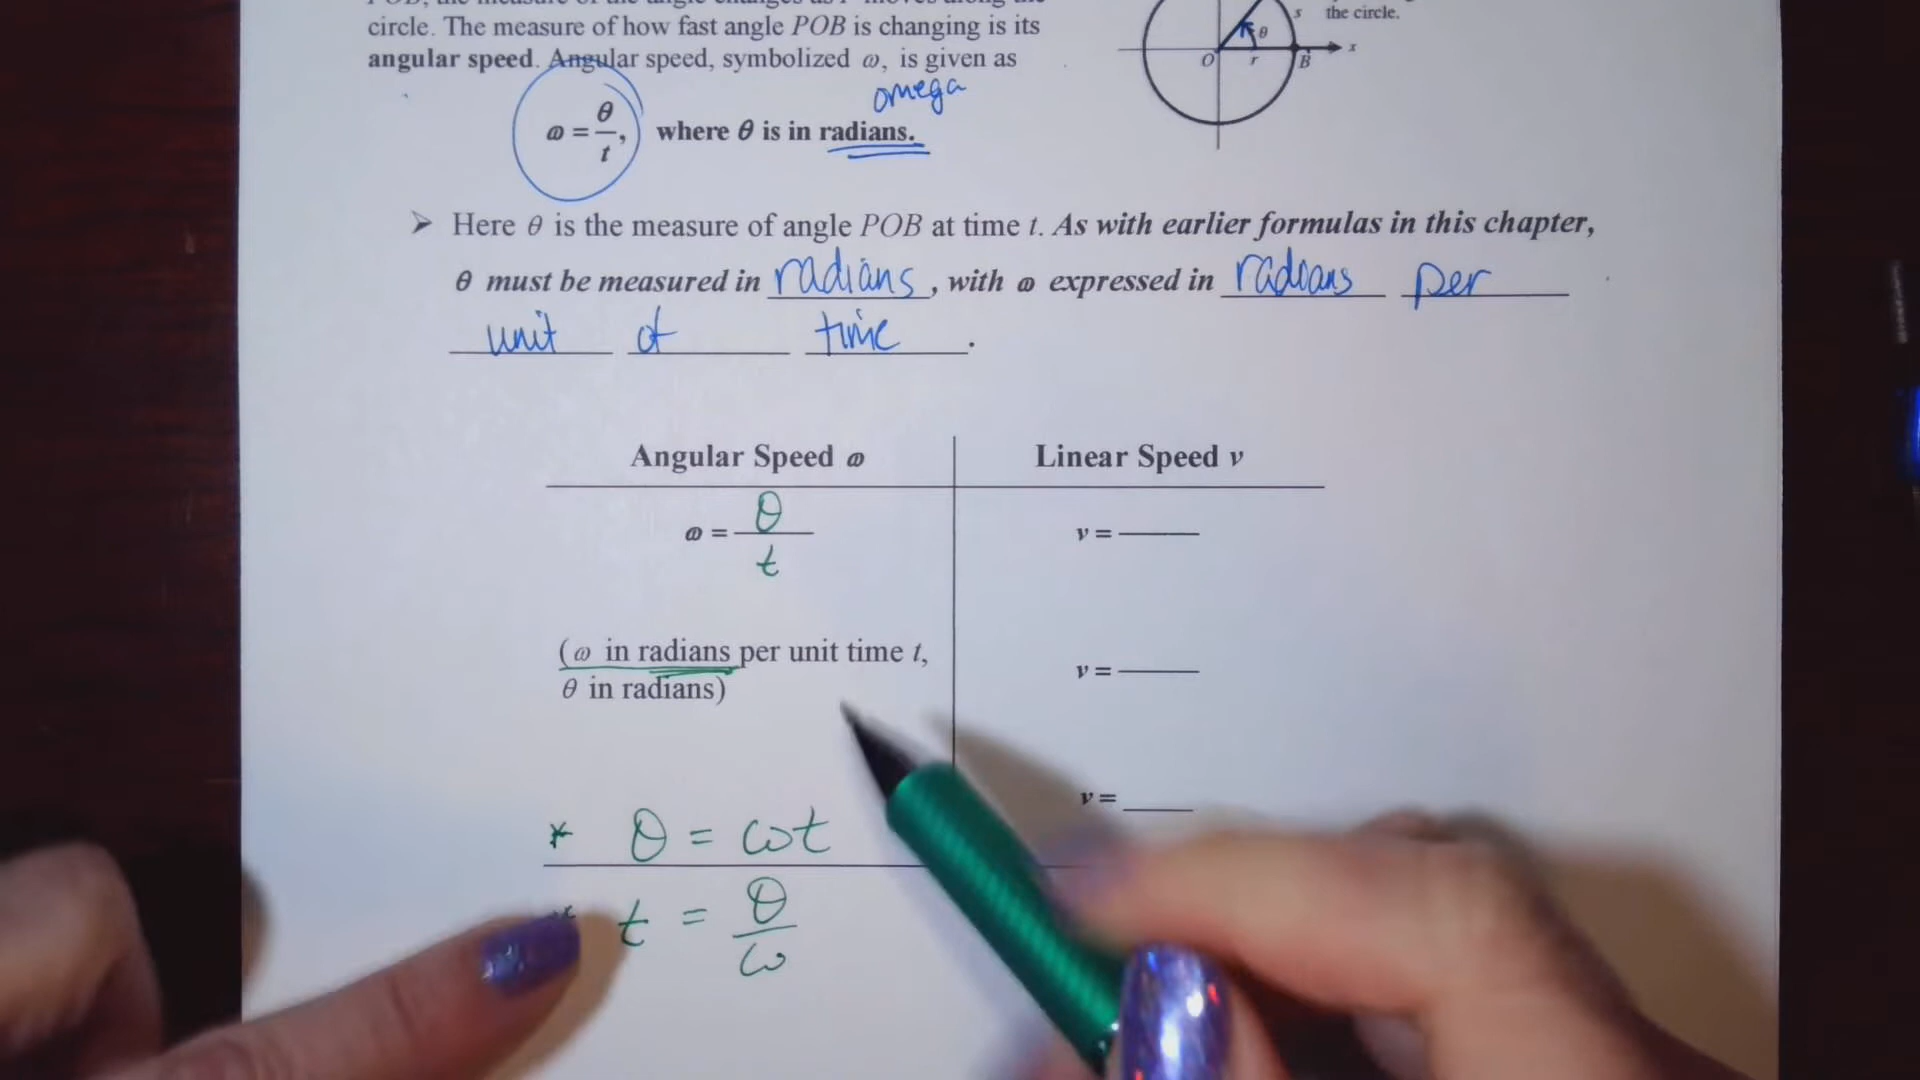 circle. The measure of how fast angle POB is changing is its
angular speed. Angular speed, symbolized ω, is given as
omega
ω = θ/t, where θ is in radians.
s the circle.
θ
x
O r B
➤ Here θ is the measure of angle POB at time t. As with earlier formulas in this chapter,
θ must be measured in radians, with ω expressed in radians per
unit of time.
Angular Speed ω Linear Speed v
ω = θ/t v = ____
(ω in radians per unit time t, v = ____
θ in radians)
v = ____
* θ = ωt
* t = θ/ω